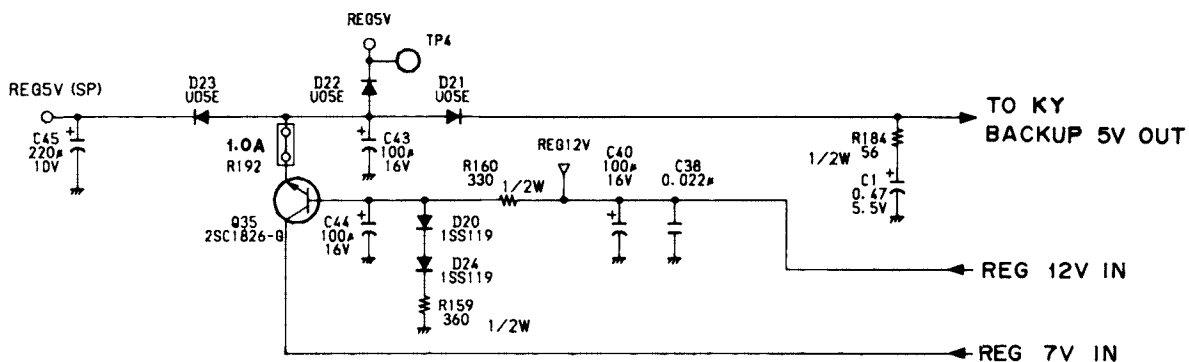 REG5V
TP4
REG5V (SP)
D23
U05E
D22
U05E
D21
U05E
TO KY
BACKUP 5V OUT
C45
220μ
10V
1.0A
R192
C43
100μ
16V
R160
330
1/2W
REG12V
C40
100μ
16V
C38
0.022μ
R184
56
1/2W
C1
0.47
5.5V
Q35
2SC1826-Q
C44
100μ
16V
D20
1SS119
D24
1SS119
R159
360
1/2W
REG 12V IN
REG 7V IN